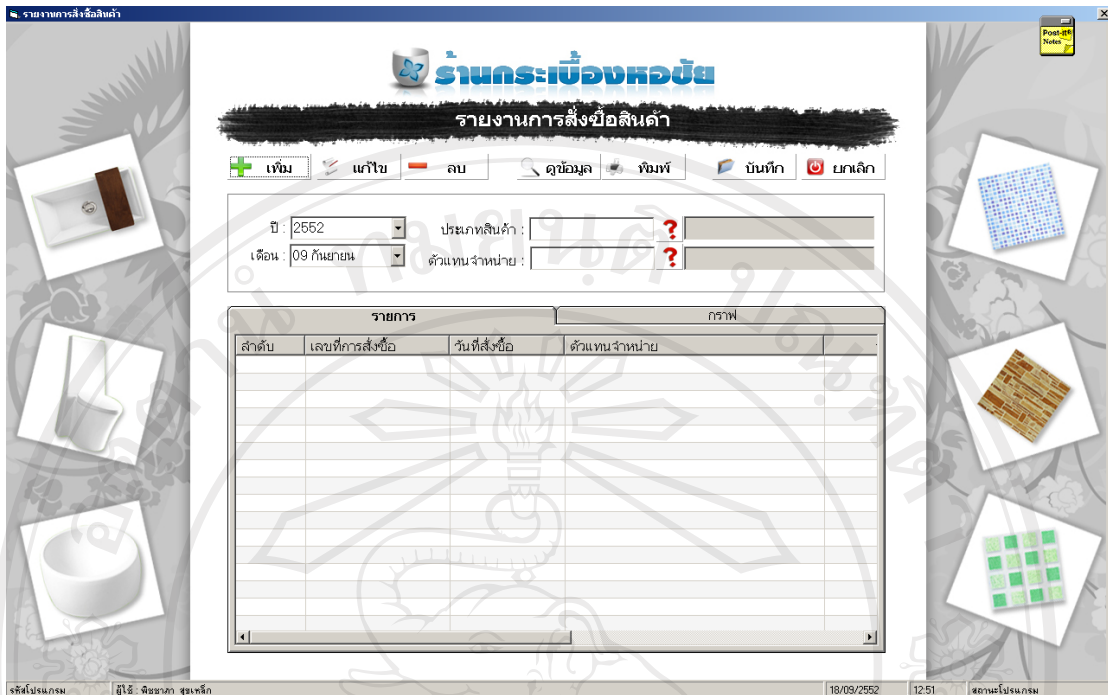 รายงานการสั่งซื้อสินค้า
Post-it®
Notes
ร้านกระเบื้องหอชัย
รายงานการสั่งซื้อสินค้า
เพิ่ม แก้ไข ลบ ดูข้อมูล พิมพ์ บันทึก ยกเลิก
ปี : 2552 ประเภทสินค้า :
เดือน : 09 กันยายน ตัวแทนจำหน่าย :
รายการ กราฟ
ลำดับ เลขที่การสั่งซื้อ วันที่สั่งซื้อ ตัวแทนจำหน่าย
รหัสโปรแกรม ผู้ใช้ : พิชชาภา สุขเหล็ก 18/09/2552 12:51 สถานะโปรแกรม